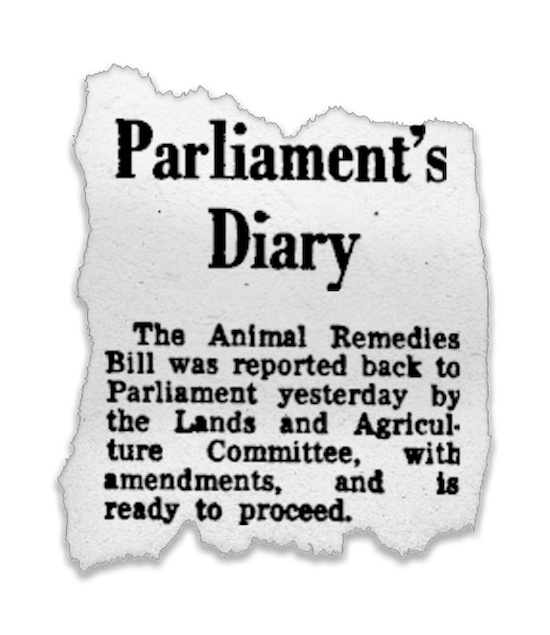 Parliament's
Diary
The Animal Remedies
Bill was reported back to
Parliament yesterday by
the Lands and Agricul-
ture Committee, with
amendments, and is
ready to proceed.